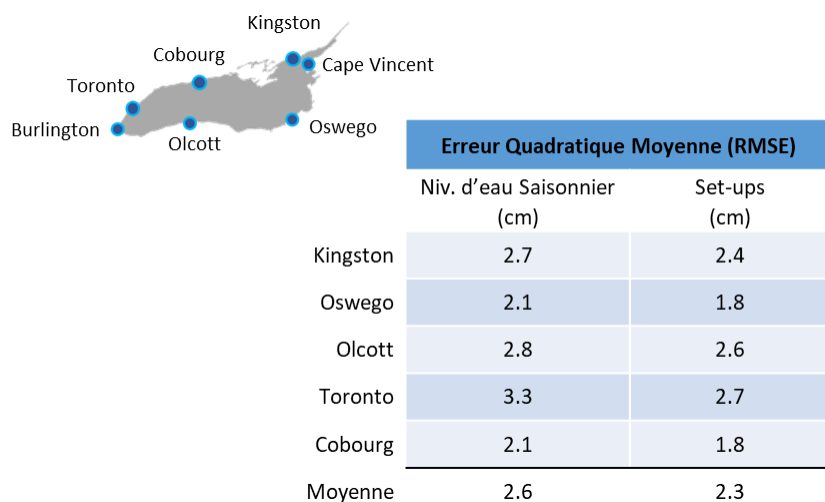 Kingston
Cobourg
Cape Vincent
Toronto
Burlington
Olcott
Oswego
Erreur Quadratique Moyenne (RMSE)
Niv. d'eau Saisonnier Set-ups
(cm) (cm)
Kingston 2.7 2.4
Oswego 2.1 1.8
Olcott 2.8 2.6
Toronto 3.3 2.7
Cobourg 2.1 1.8
Moyenne 2.6 2.3